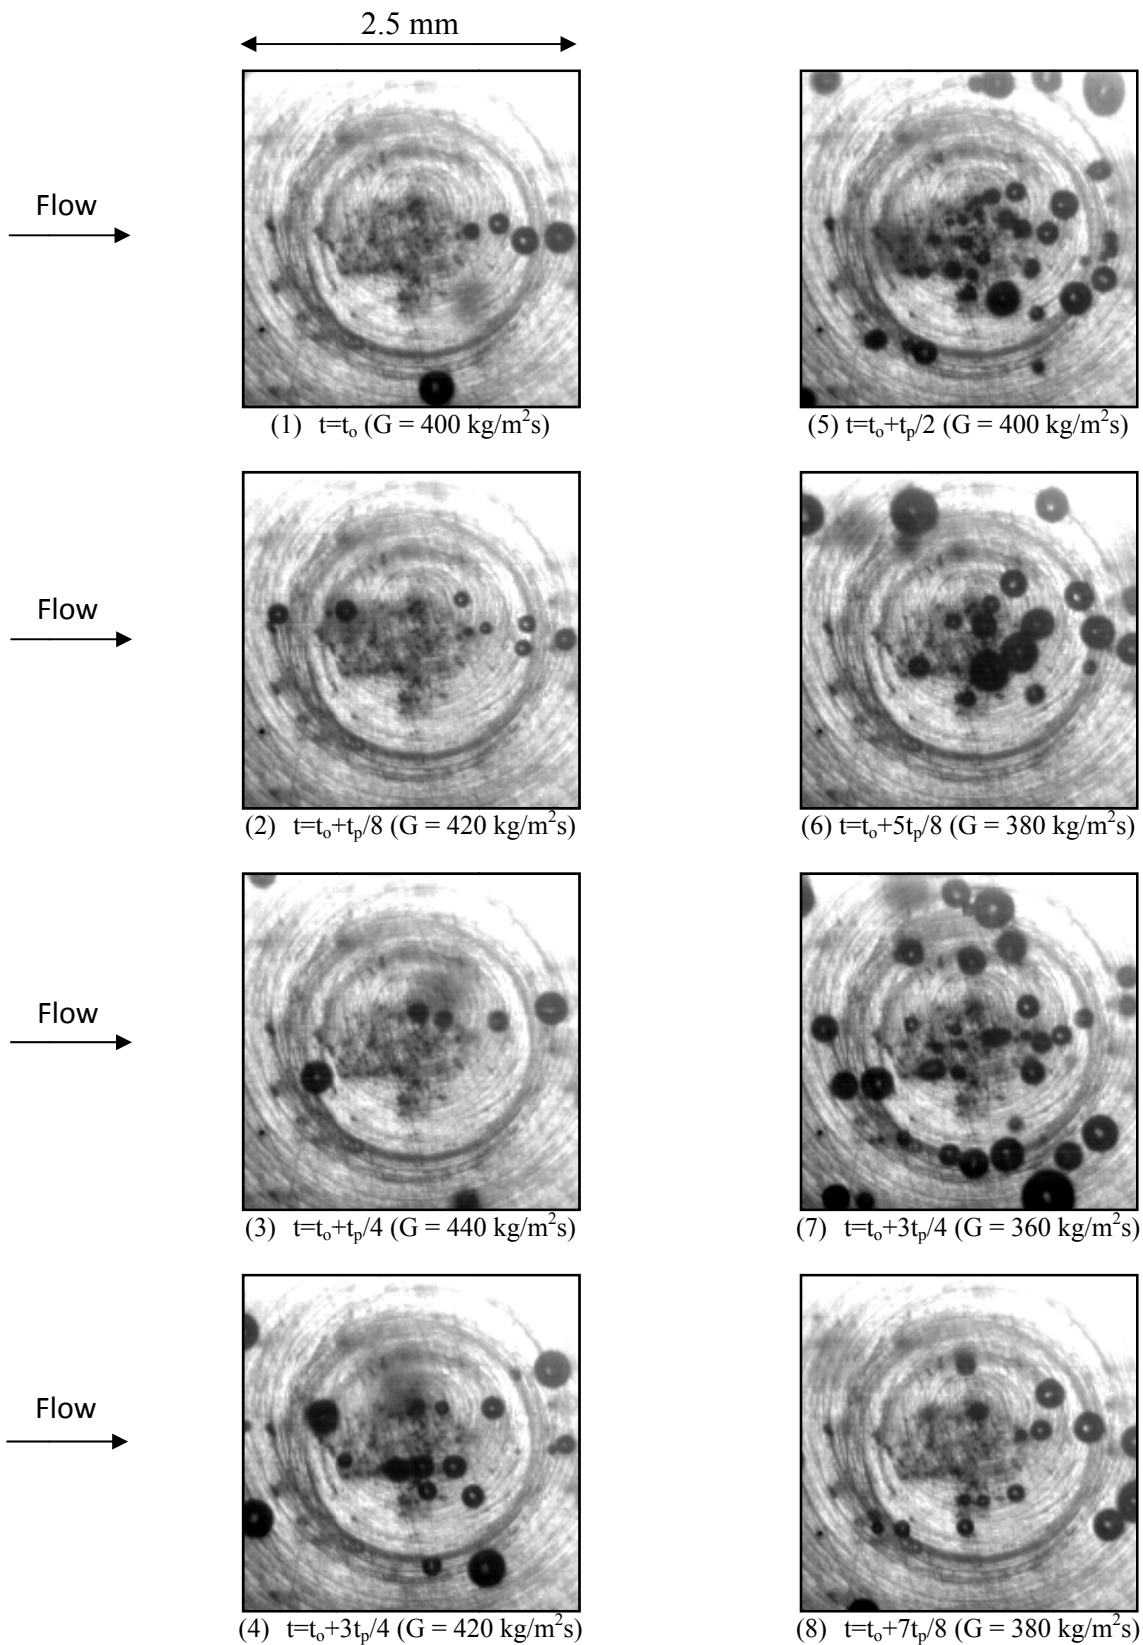 2.5 mm
Flow
(1) t=tₒ (G = 400 kg/m²s)
(5) t=tₒ+tₚ/2 (G = 400 kg/m²s)
Flow
(2) t=tₒ+tₚ/8 (G = 420 kg/m²s)
(6) t=tₒ+5tₚ/8 (G = 380 kg/m²s)
Flow
(3) t=tₒ+tₚ/4 (G = 440 kg/m²s)
(7) t=tₒ+3tₚ/4 (G = 360 kg/m²s)
Flow
(4) t=tₒ+3tₚ/4 (G = 420 kg/m²s)
(8) t=tₒ+7tₚ/8 (G = 380 kg/m²s)